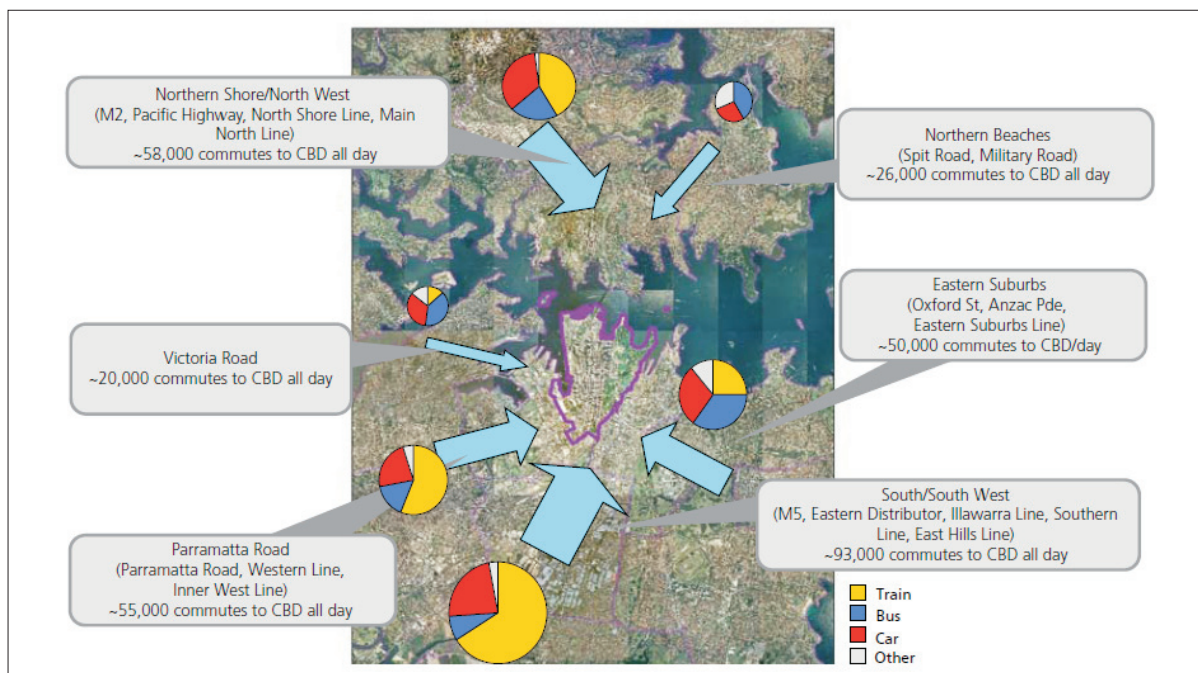 Northern Shore/North West
(M2, Pacific Highway, North Shore Line, Main
North Line)
~58,000 commutes to CBD all day
Northern Beaches
(Spit Road, Military Road)
~26,000 commutes to CBD all day
Eastern Suburbs
(Oxford St, Anzac Pde,
Eastern Suburbs Line)
~50,000 commutes to CBD/day
Victoria Road
~20,000 commutes to CBD all day
South/South West
(M5, Eastern Distributor, Illawarra Line, Southern
Line, East Hills Line)
~93,000 commutes to CBD all day
Parramatta Road
(Parramatta Road, Western Line,
Inner West Line)
~55,000 commutes to CBD all day
Train
Bus
Car
Other